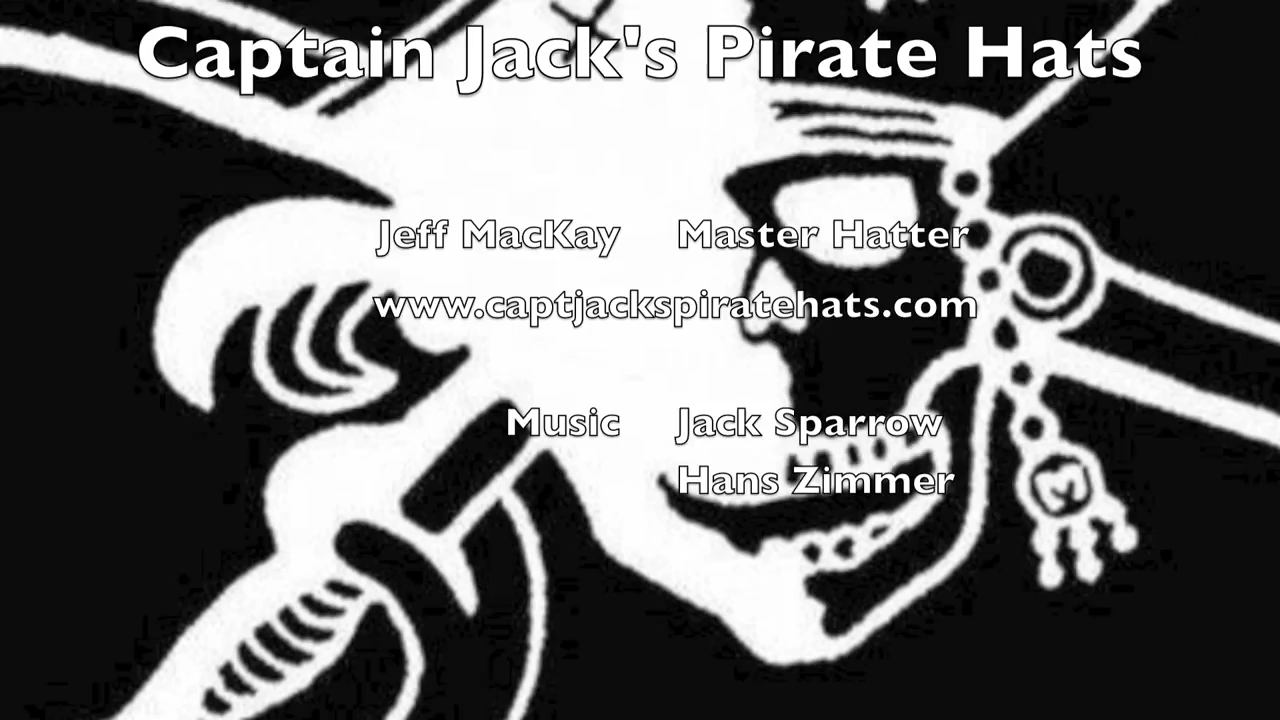 Captain Jack's Pirate Hats
Jeff MacKay Master Hatter
www.captjackspiratehats.com
Music Jack Sparrow
Hans Zimmer